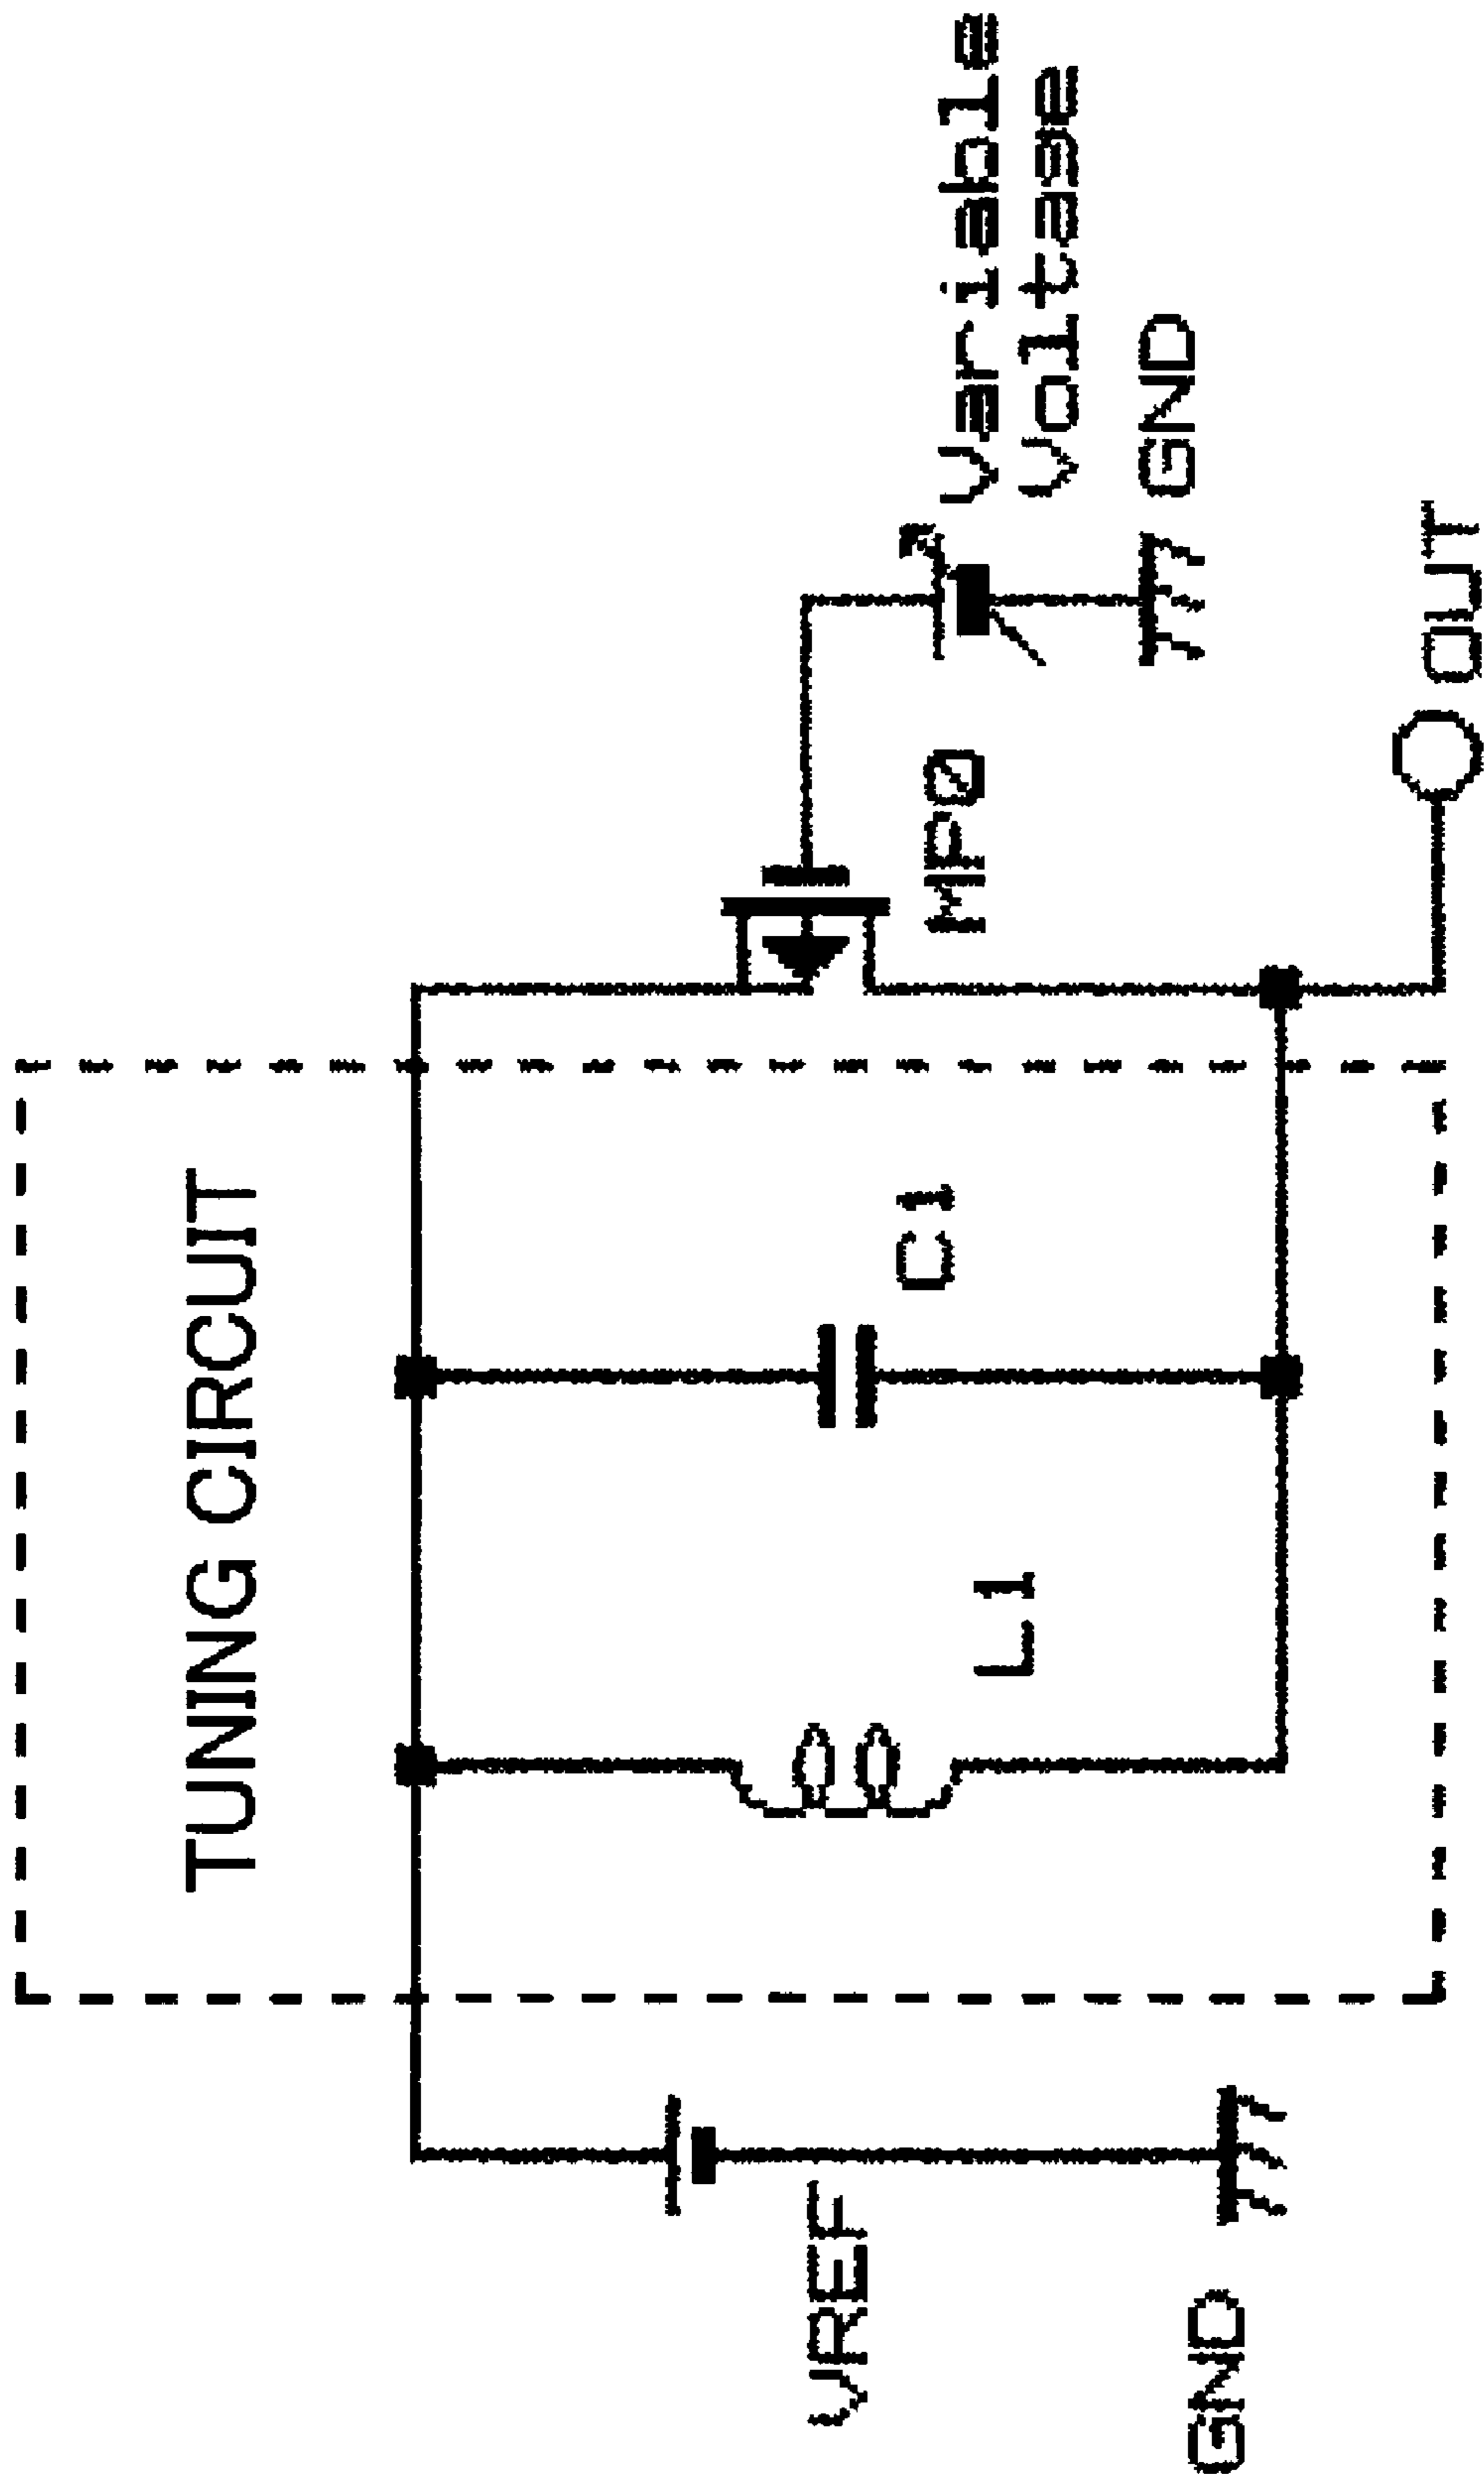 TUNING CIRCUIT
VREF
GND
L1
C1
MP0
Variable
Voltage
GND
OUT